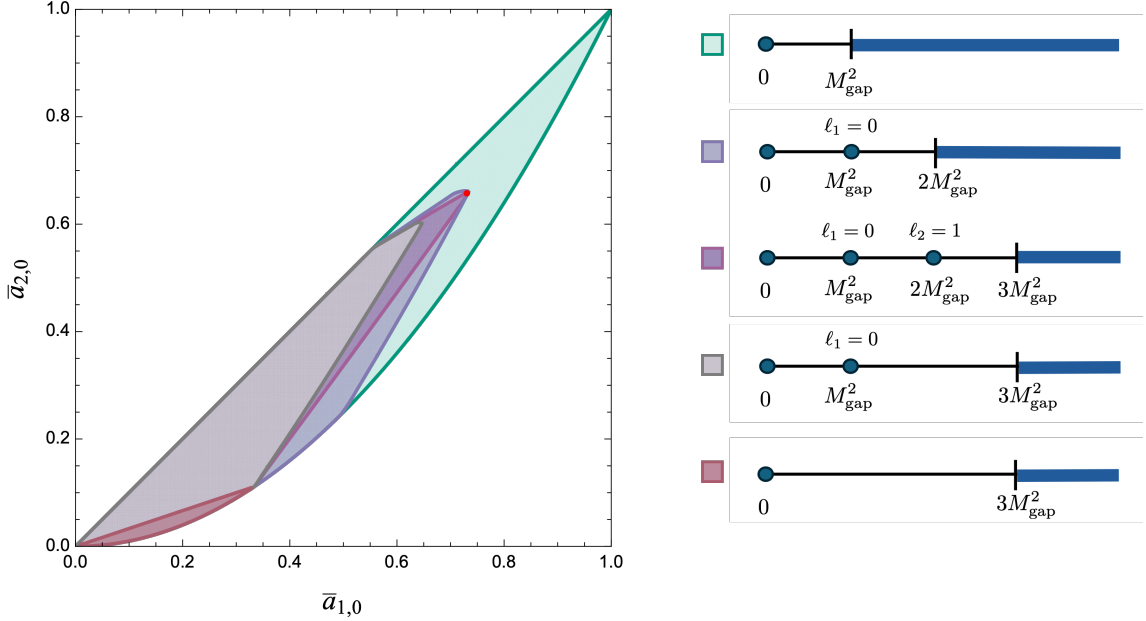 1.0
0.8
0.6
0.4
0.2
0.0
0.0 0.2 0.4 0.6 0.8 1.0
a̅₂,₀
a̅₁,₀
0 M²gap
ℓ₁ = 0
0 M²gap 2M²gap
ℓ₁ = 0 ℓ₂ = 1
0 M²gap 2M²gap 3M²gap
ℓ₁ = 0
0 M²gap 3M²gap
0 3M²gap